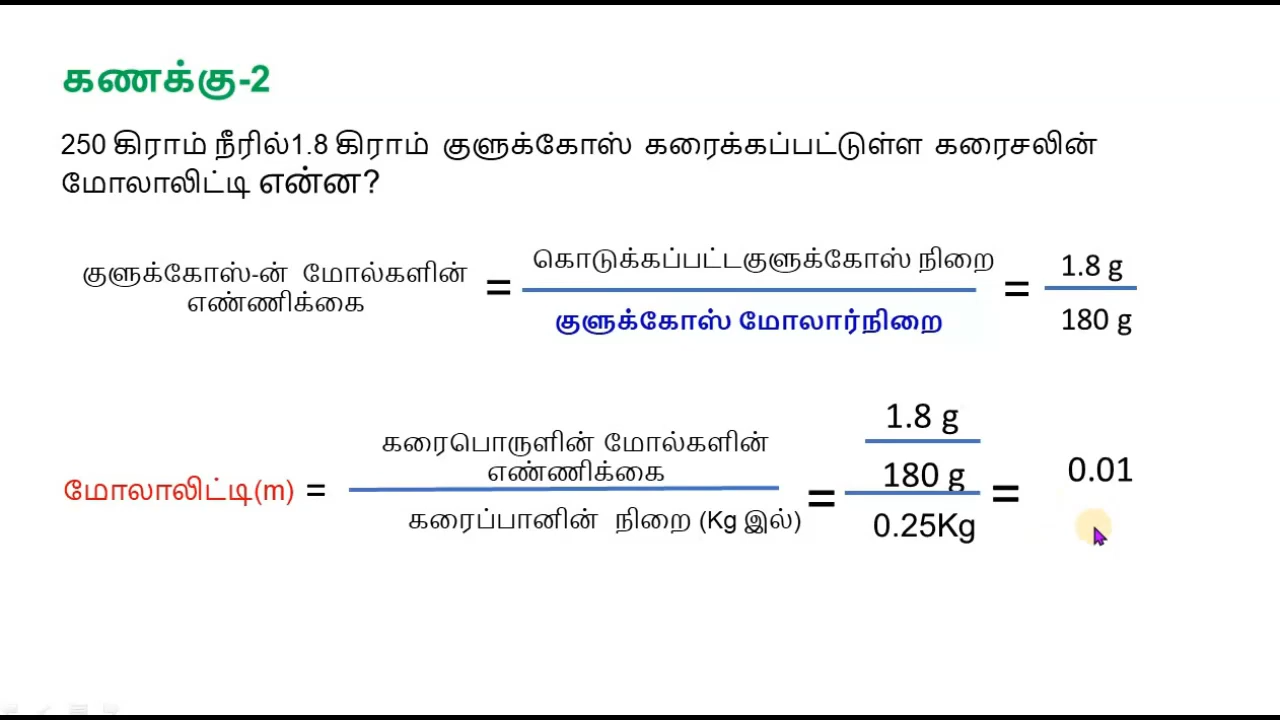 கணக்கு-2
250 கிராம் நீரில்1.8 கிராம் குளுக்கோஸ் கரைக்கப்பட்டுள்ள கரைசலின்
மோலாலிட்டி என்ன?
குளுக்கோஸ்-ன் மோல்களின்
எண்ணிக்கை
=
கொடுக்கப்பட்டகுளுக்கோஸ் நிறை
குளுக்கோஸ் மோலார்நிறை
=
1.8 g
180 g
மோலாலிட்டி(m) =
கரைபொருளின் மோல்களின்
எண்ணிக்கை
கரைப்பானின் நிறை (Kg இல்)
=
1.8 g
180 g
0.25Kg
=
0.01